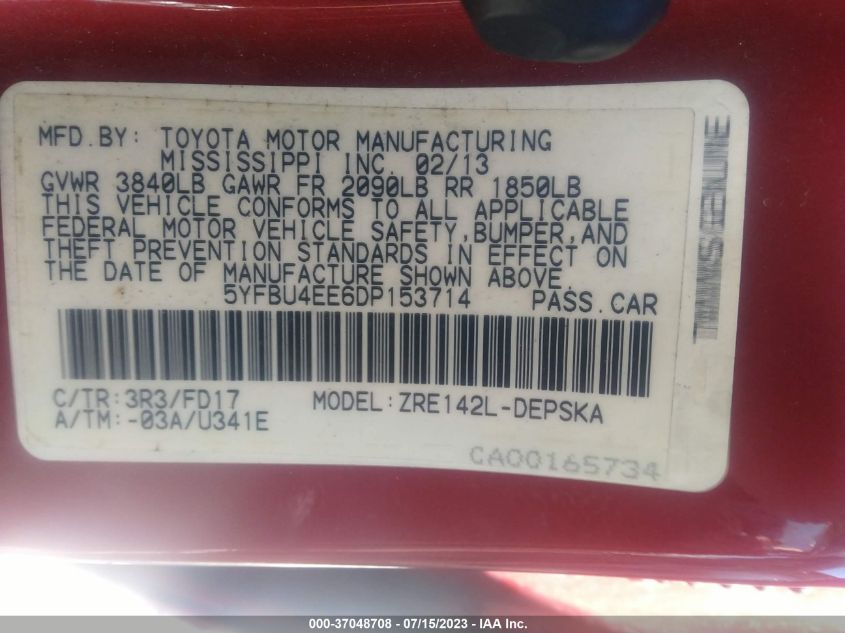 MFD.BY: TOYOTA MOTOR MANUFACTURING
MISSISSIPPI INC. 02/13
GVWR 3840LB GAWR FR 2090LB RR 1850LB
THIS VEHICLE CONFORMS TO ALL APPLICABLE
FEDERAL MOTOR VEHICLE SAFETY,BUMPER,AND
THEFT PREVENTION STANDARDS IN EFFECT ON
THE DATE OF MANUFACTURE SHOWN ABOVE.
5YFBU4EE6DP153714 PASS.CAR
C/TR:3R3/FD17 MODEL:ZRE142L-DEPSKA
A/TM:-03A/U341E
CA00165734
000-37048708 - 07/15/2023 - IAA Inc.